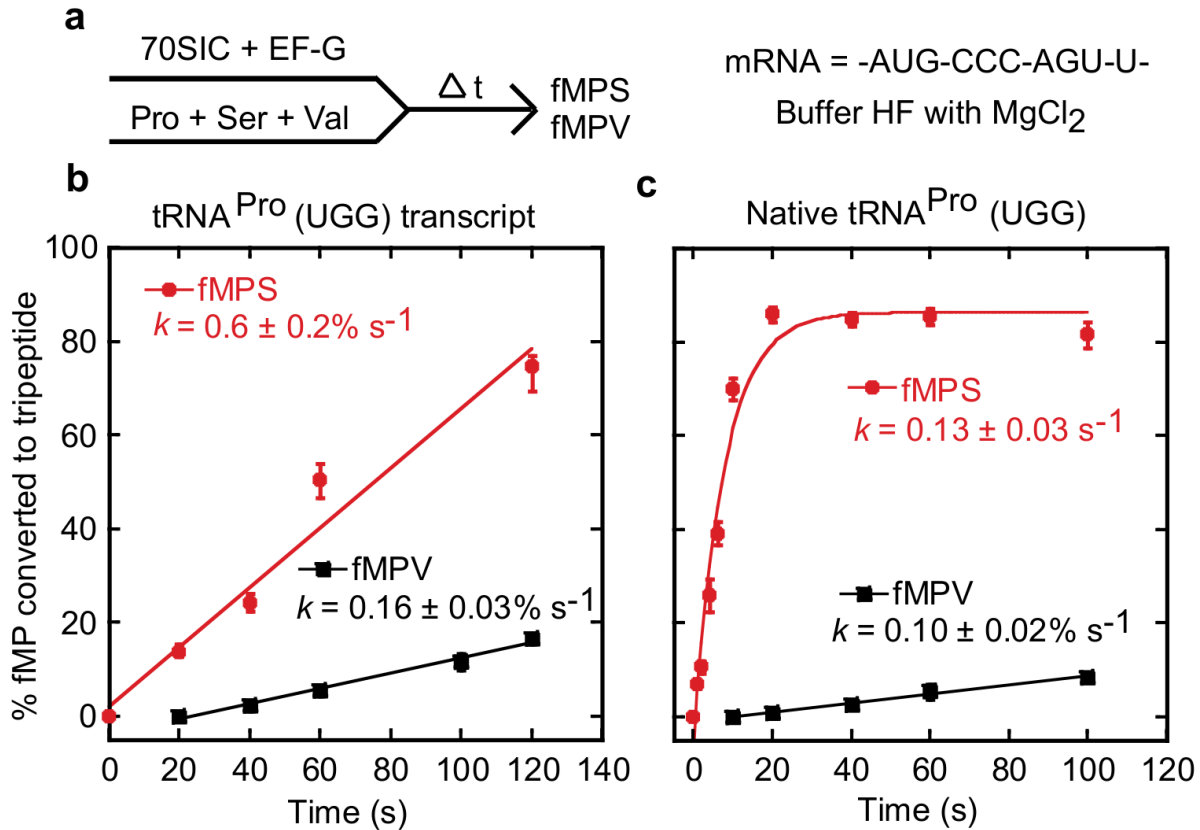 a
70SIC + EF-G
Pro + Ser + Val
Δ t
fMPS
fMPV
mRNA = -AUG-CCC-AGU-U-
Buffer HF with MgCl2
b
tRNA Pro (UGG) transcript
% fMP converted to tripeptide
100
80
60
40
20
0
fMPS
k = 0.6 ± 0.2% s-1
fMPV
k = 0.16 ± 0.03% s-1
0 20 40 60 80 100 120 140
Time (s)
c
Native tRNAPro (UGG)
fMPS
k = 0.13 ± 0.03 s-1
fMPV
k = 0.10 ± 0.02% s-1
0 20 40 60 80 100 120
Time (s)